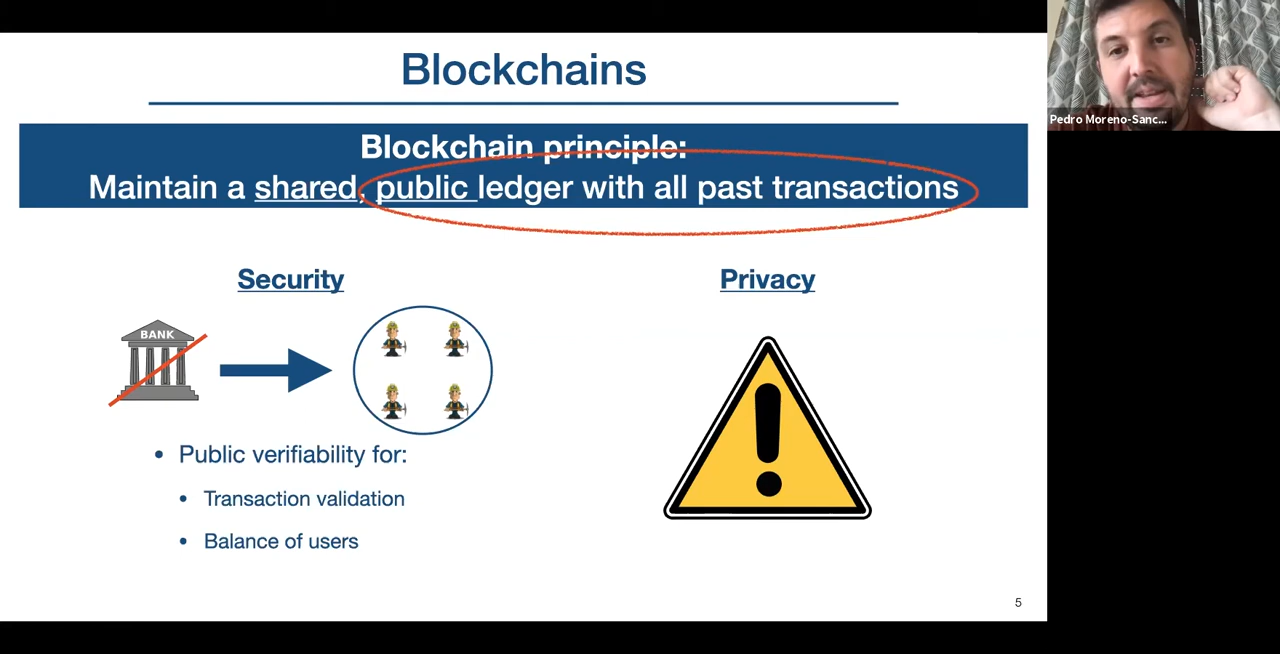 Blockchains
Blockchain principle:
Maintain a shared, public ledger with all past transactions
Security
Privacy
BANK
• Public verifiability for:
• Transaction validation
• Balance of users
5
Pedro Moreno-Sanc...